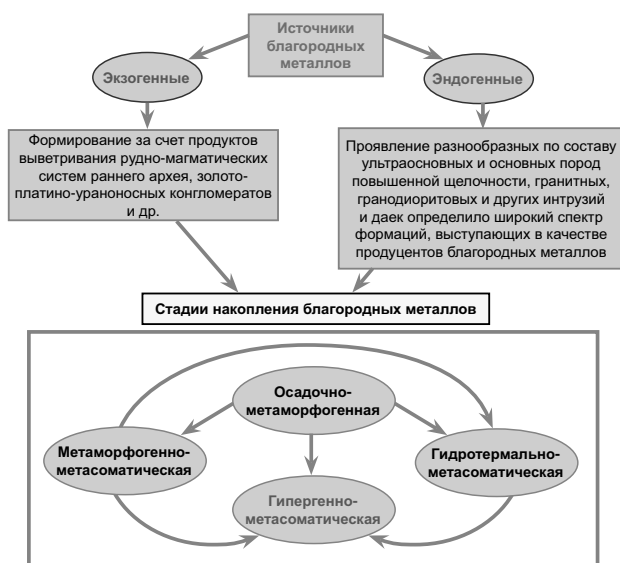 Источники
благородных
металлов
Экзогенные
Эндогенные
Формирование за счет продуктов
выветривания рудно-магматических
систем раннего архея, золото-
платино-ураноносных конгломератов
и др.
Проявление разнообразных по составу
ультраосновных и основных пород
повышенной щелочности, гранитных,
гранодиоритовых и других интрузий
и даек определило широкий спектр
формаций, выступающих в качестве
продуцентов благородных металлов
Стадии накопления благородных металлов
Осадочно-
метаморфогенная
Метаморфогенно-
метасоматическая
Гидротермально-
метасоматическая
Гипергенно-
метасоматическая